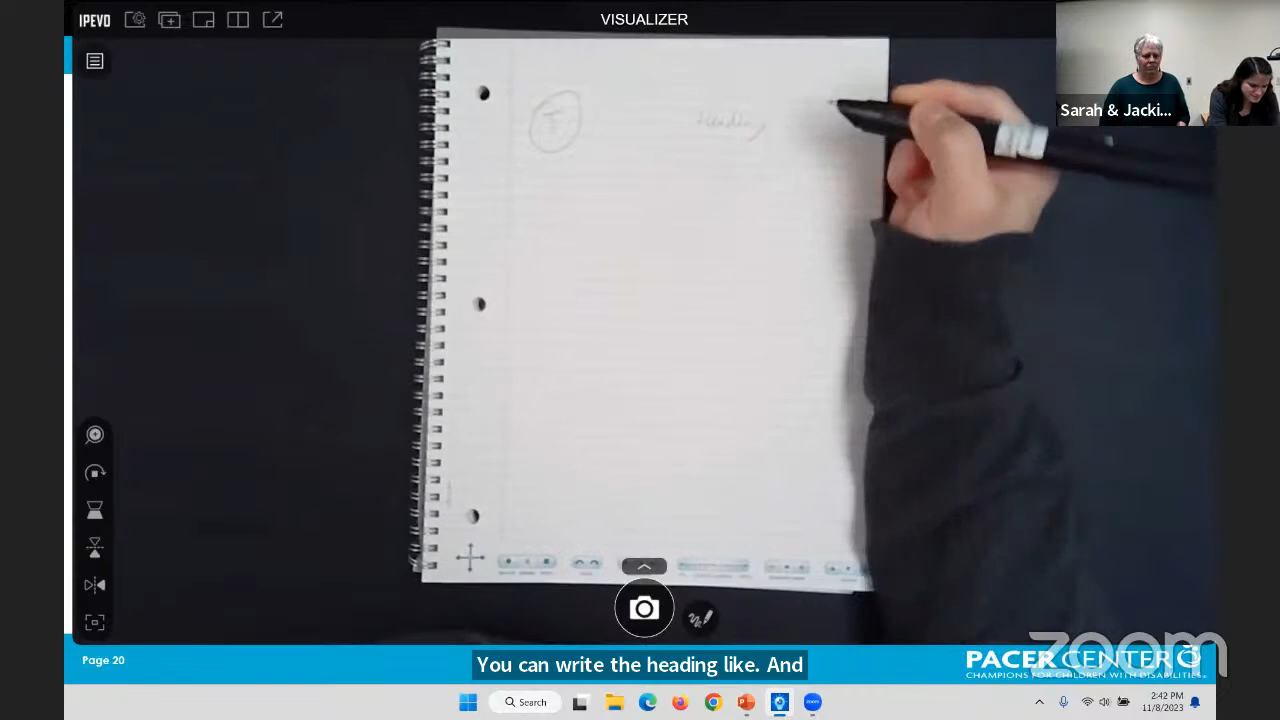 IPEVO
VISUALIZER
Sarah & Jacki...
Heading
Page 20
You can write the heading like. And
zoom
PACER CENTER
CHAMPIONS FOR CHILDREN WITH DISABILITIES
Search
2:42 PM
11/8/2023